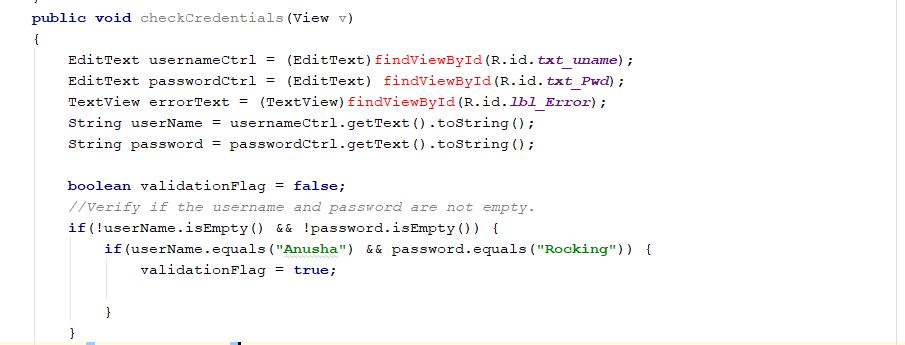 public void checkCredentials(View v)
{
EditText usernameCtrl = (EditText)findViewById(R.id.txt_uname);
EditText passwordCtrl = (EditText) findViewById(R.id.txt_Pwd);
TextView errorText = (TextView)findViewById(R.id.lbl_Error);
String userName = usernameCtrl.getText().toString();
String password = passwordCtrl.getText().toString();
boolean validationFlag = false;
//Verify if the username and password are not empty.
if(!userName.isEmpty() && !password.isEmpty()) {
if(userName.equals("Anusha") && password.equals("Rocking")) {
validationFlag = true;
}
}